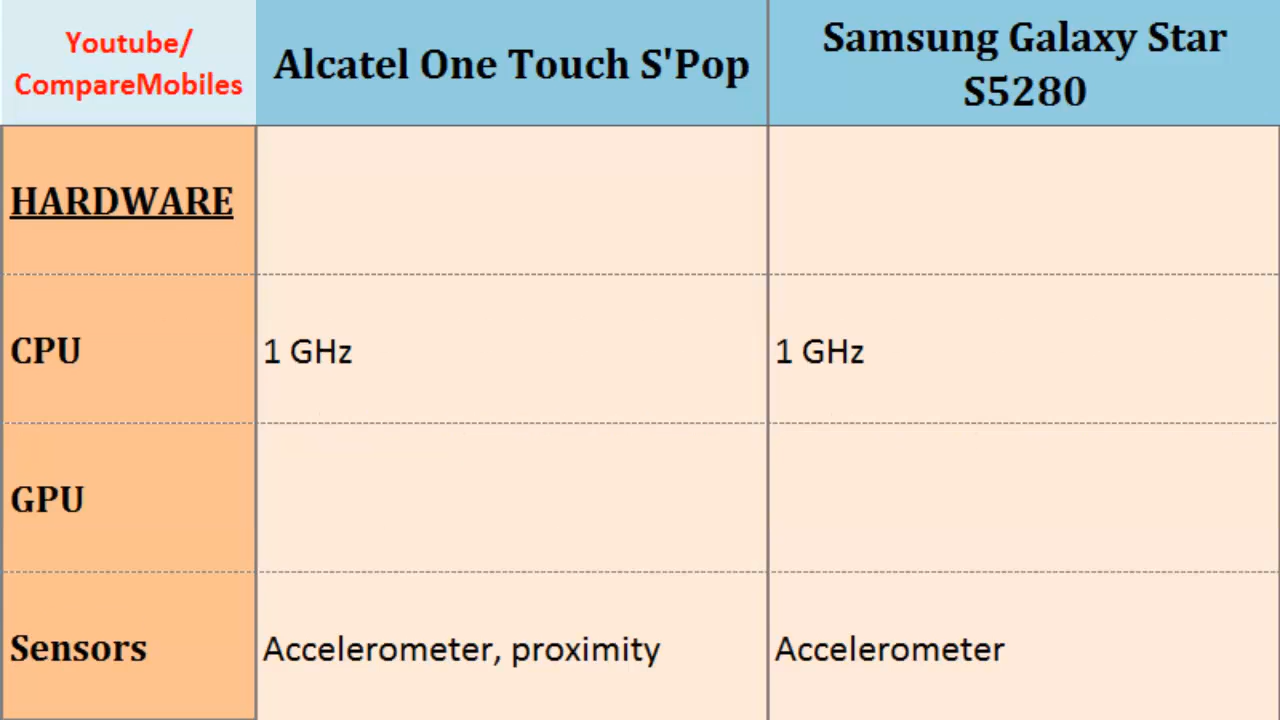 Youtube/
CompareMobiles
Alcatel One Touch S'Pop
Samsung Galaxy Star
S5280
HARDWARE
CPU
1 GHz
1 GHz
GPU
Sensors
Accelerometer, proximity
Accelerometer